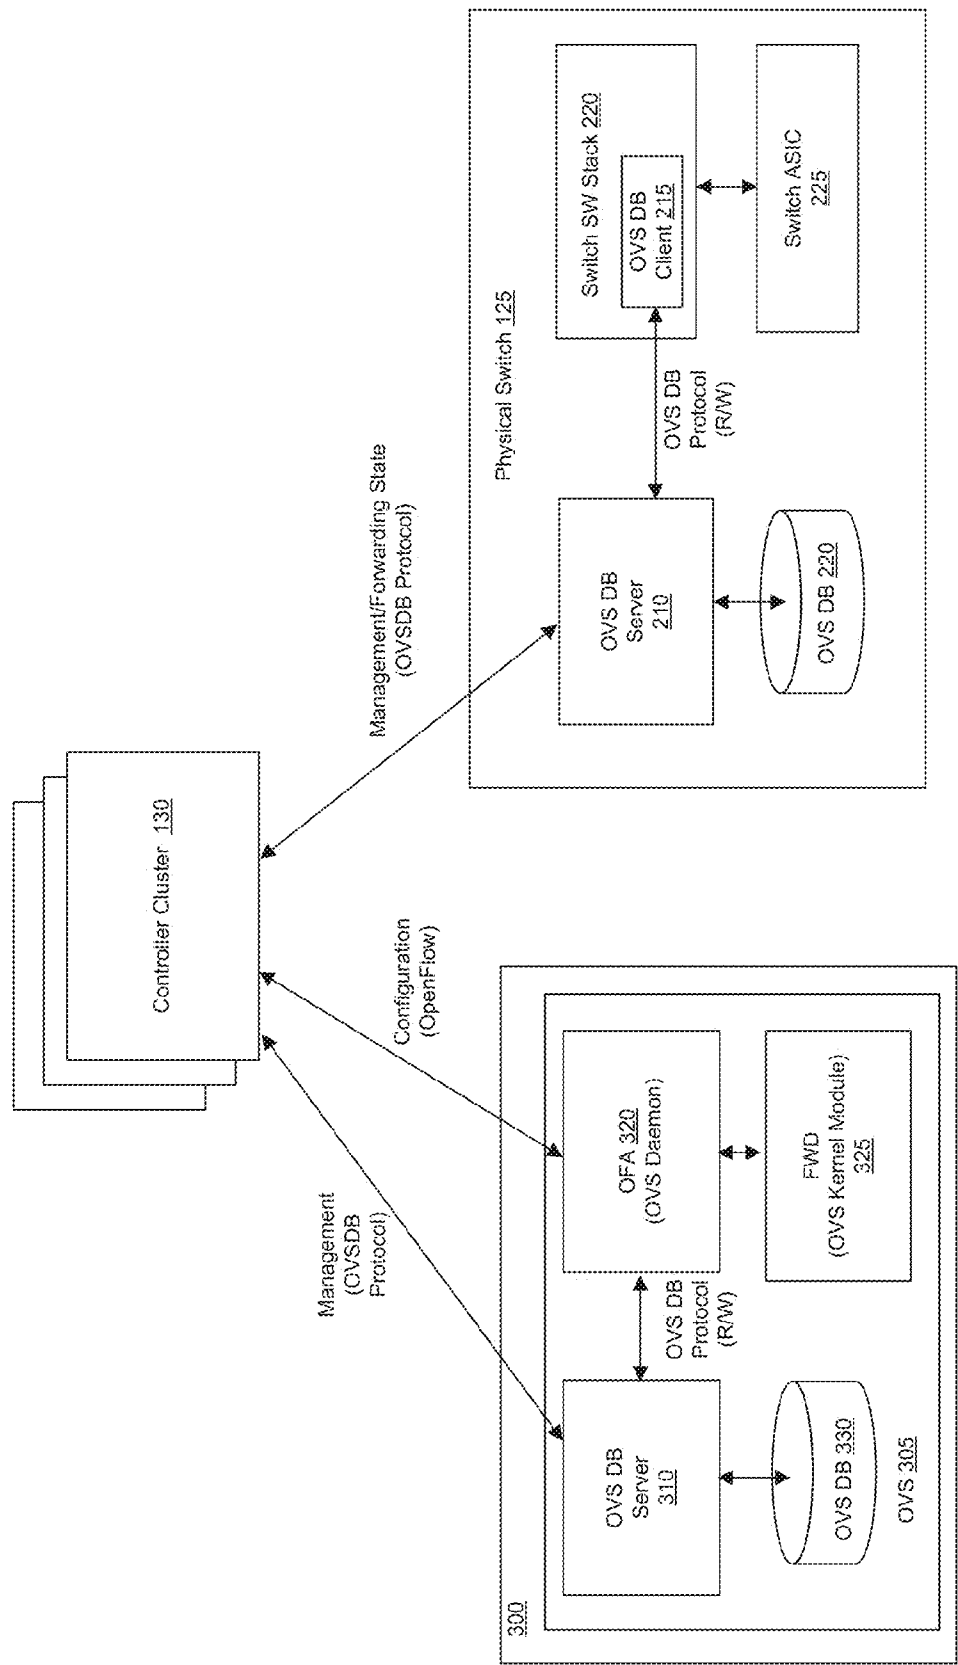 Controller Cluster 130
Management
(OVSDB
Protocol)
Configuration
(OpenFlow)
Management/Forwarding State
(OVSDB Protocol)
300
OVS DB
Server
310
OVS DB
Protocol
(R/W)
OFA 320
(OVS Daemon)
OVS DB 330
FWD
(OVS Kernel Module)
325
OVS 305
Physical Switch 125
OVS DB
Server
210
OVS DB
Protocol
(R/W)
Switch SW Stack 220
OVS DB
Client 215
OVS DB 220
Switch ASIC
225